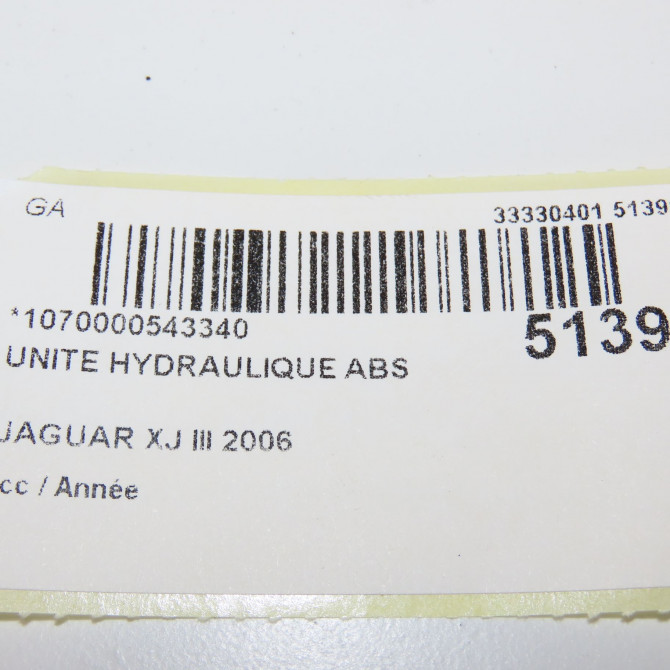 GA
33330401 5139
*1070000543340
5139
UNITE HYDRAULIQUE ABS
JAGUAR XJ III 2006
cc / Année